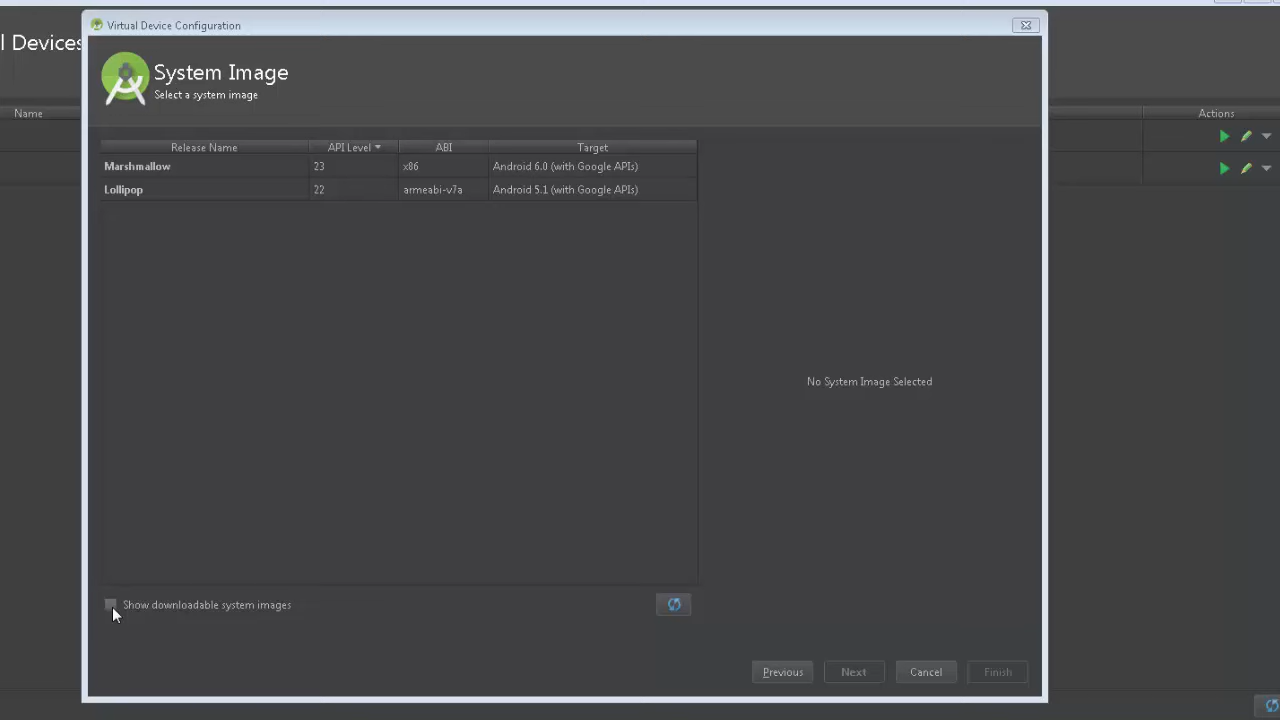 Virtual Device Configuration
l Devices
System Image
Select a system image
Name
Actions
Release Name API Level ABI Target
Marshmallow 23 x86 Android 6.0 (with Google APIs)
Lollipop 22 armeabi-v7a Android 5.1 (with Google APIs)
No System Image Selected
Show downloadable system images
Previous Next Cancel Finish